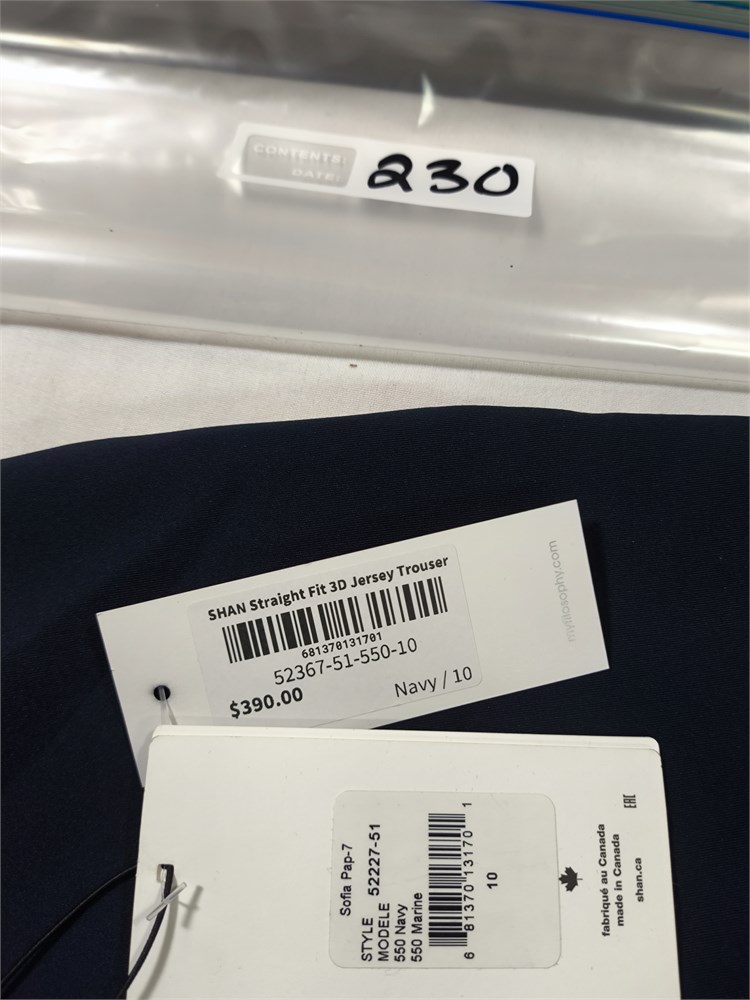 CONTENTS:
DATE:
230
myfilosophy.com
SHAN Straight Fit 3D Jersey Trouser
681370131701
52367-51-550-10
$390.00
Navy / 10
Sofia Pap-7
STYLE
MODELE 52227-51
550 Navy
550 Marine
6 81370 13170 1
10
fabriqué au Canada
made in Canada
shan.ca
EAC